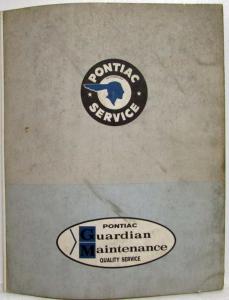 PONTIAC
SERVICE
PONTIAC
Guardian
Maintenance
QUALITY SERVICE